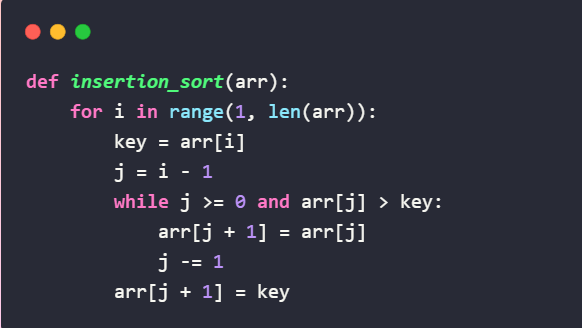 def insertion_sort(arr):
    for i in range(1, len(arr)):
        key = arr[i]
        j = i - 1
        while j >= 0 and arr[j] > key:
            arr[j + 1] = arr[j]
            j -= 1
        arr[j + 1] = key